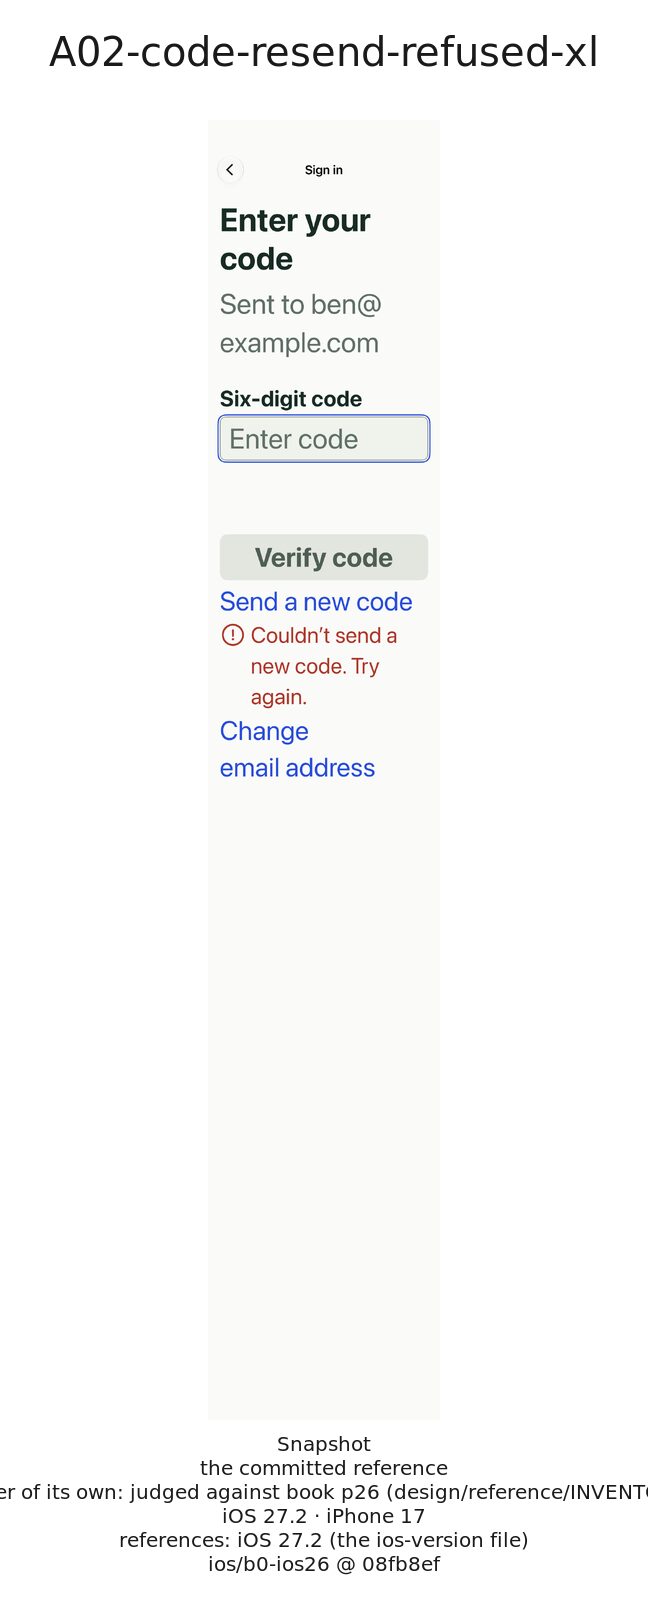 A02-code-resend-refused-xl
Sign in
Enter your
code
Sent to ben@
example.com
Six-digit code
Enter code
Verify code
Send a new code
Couldn’t send a
new code. Try
again.
Change
email address
Snapshot
the committed reference
of its own: judged against book p26
iOS 27.2 · iPhone 17
references: iOS 27.2 (the ios-version file)
ios/b0-ios26 @ 08fb8ef